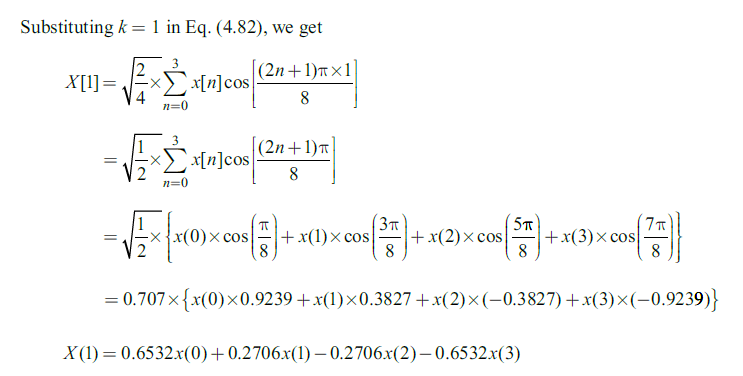 Substituting k = 1 in Eq. (4.82), we get
X[1] = √(2/4) × ∑_{n=0}^{3} x[n] cos[(2n+1)π×1 / 8]
= √(1/2) × ∑_{n=0}^{3} x[n] cos[(2n+1)π / 8]
= √(1/2) × {x(0) × cos(π/8) + x(1) × cos(3π/8) + x(2) × cos(5π/8) + x(3) × cos(7π/8)}
= 0.707 × {x(0) × 0.9239 + x(1) × 0.3827 + x(2) × (−0.3827) + x(3) × (−0.9239)}
X(1) = 0.6532x(0) + 0.2706x(1) − 0.2706x(2) − 0.6532x(3)